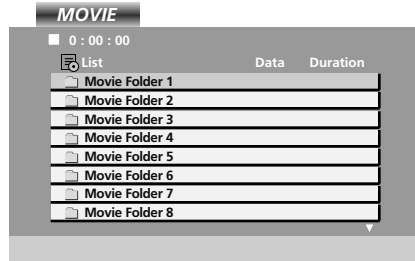 MOVIE
0 : 00 : 00
List Data Duration
Movie Folder 1
Movie Folder 2
Movie Folder 3
Movie Folder 4
Movie Folder 5
Movie Folder 6
Movie Folder 7
Movie Folder 8